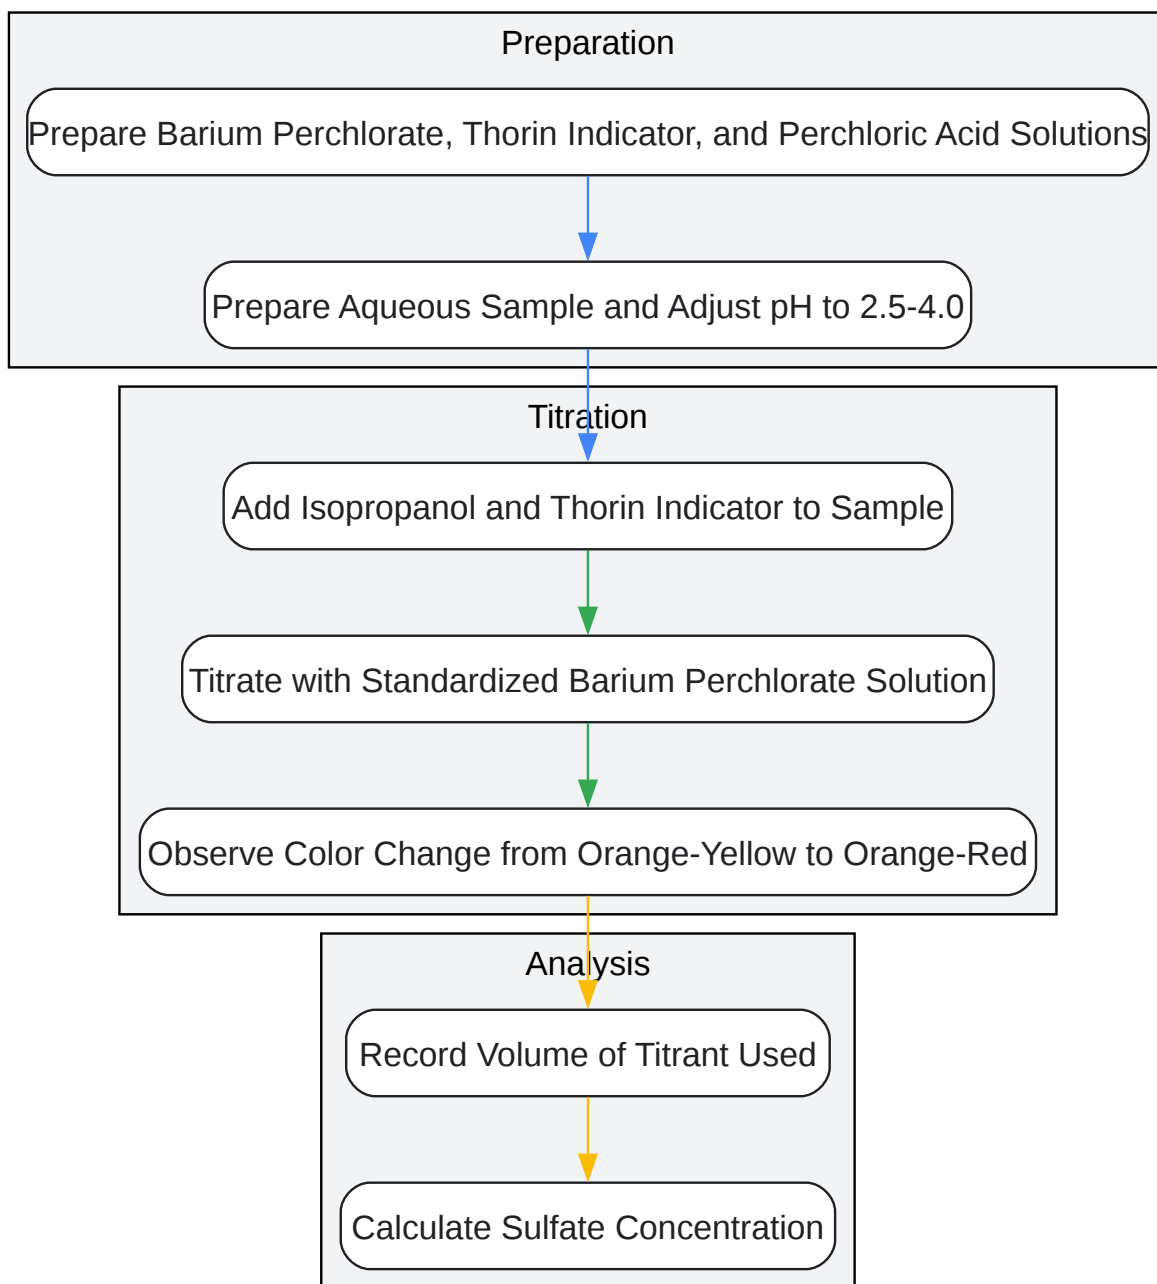 Preparation
Prepare Barium Perchlorate, Thorin Indicator, and Perchloric Acid Solutions
Prepare Aqueous Sample and Adjust pH to 2.5-4.0
Titration
Add Isopropanol and Thorin Indicator to Sample
Titrate with Standardized Barium Perchlorate Solution
Observe Color Change from Orange-Yellow to Orange-Red
Analysis
Record Volume of Titrant Used
Calculate Sulfate Concentration